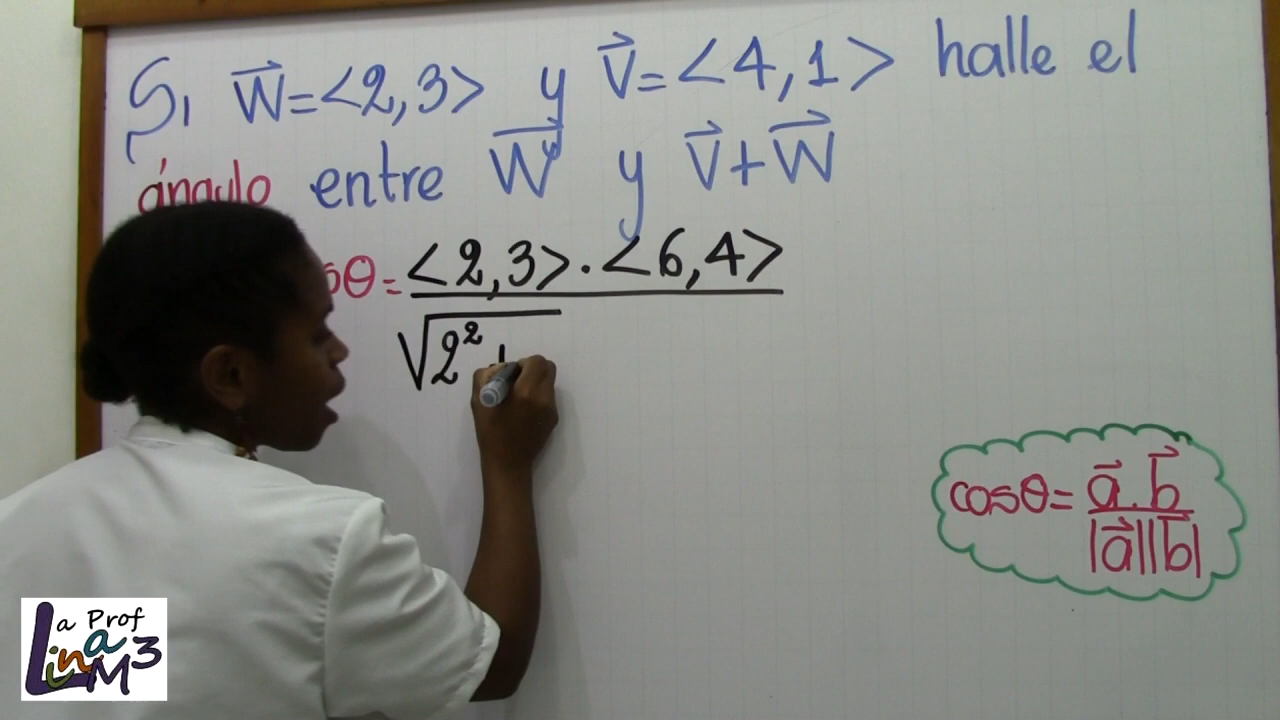 Si w⃗=<2,3> y v⃗=<4,1> halle el
ángulo entre w⃗ y v⃗+w⃗
θ= <2,3>·<6,4>
√2² +
cosθ= a⃗.b⃗
|a⃗||b⃗|
La Prof
Lina M3